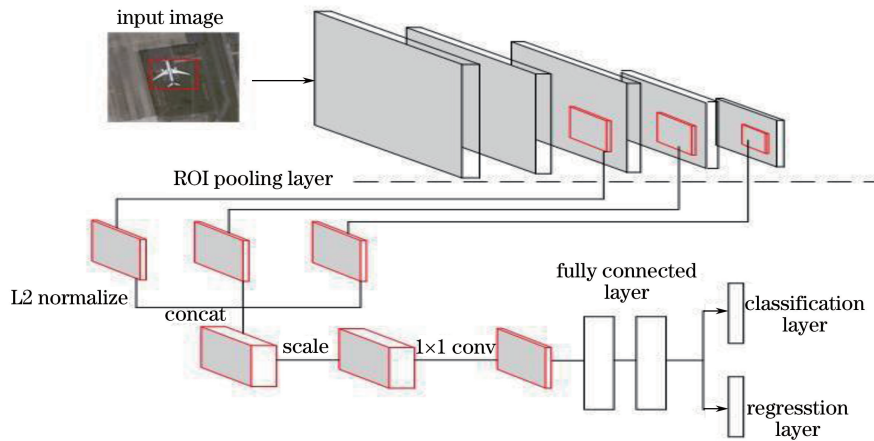 input image
ROI pooling layer
L2 normalize
concat
scale
1×1 conv
fully connected
layer
classification
layer
regresstion
layer